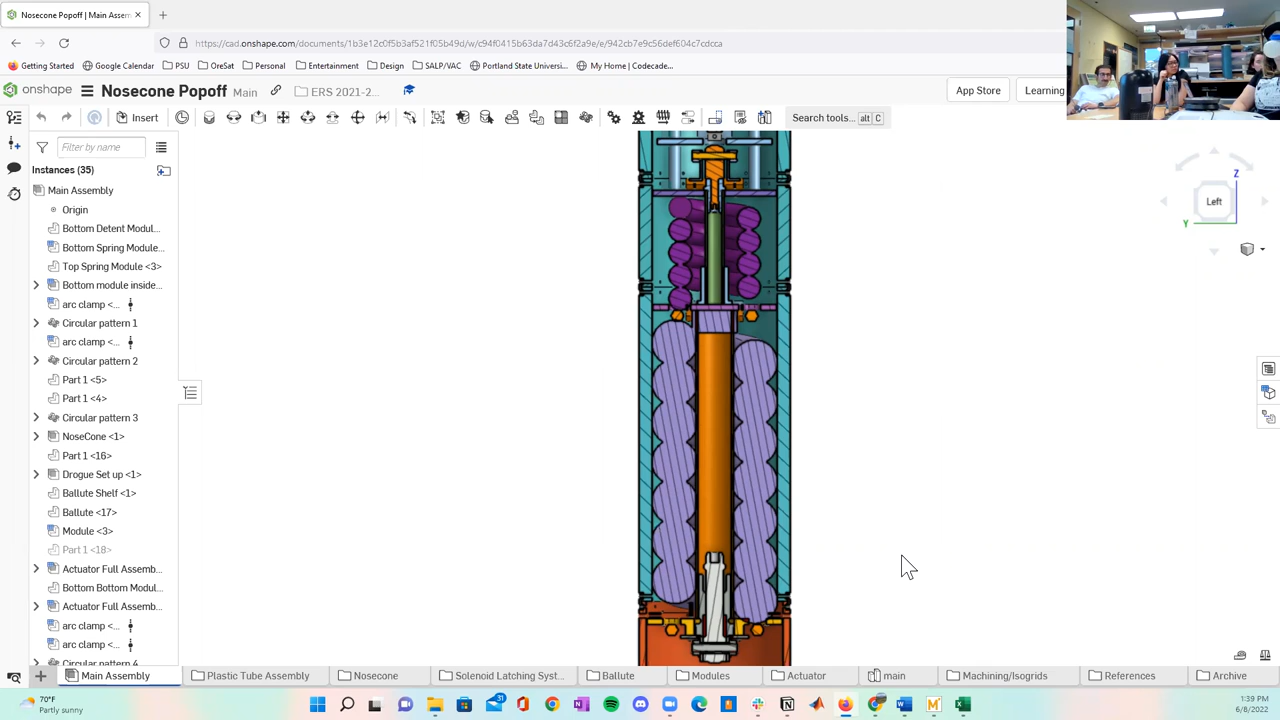 Nosecone Popoff | Main Assem
https://cad.onshape.com/documents/
Getting Started
Google Calendar
PSU
OreSat
Personal
Entertainment
Design
SALP/VAC
Portland State Universi...
My Home | Codecade...
onshape
Nosecone Popoff
Main
ERS 2021-2...
App Store
Learning
Insert
Search tools...
alt C
Filter by name
Instances (35)
Main Assembly
Origin
Bottom Detent Modul...
Bottom Spring Module...
Top Spring Module <3>
Bottom module inside...
arc clamp <...
Circular pattern 1
arc clamp <...
Circular pattern 2
Part 1 <5>
Part 1 <4>
Circular pattern 3
NoseCone <1>
Part 1 <16>
Drogue Set up <1>
Ballute Shelf <1>
Ballute <17>
Module <3>
Part 1 <18>
Actuator Full Assemb...
Bottom Bottom Modul...
Actuator Full Assemb...
arc clamp <...
arc clamp <...
Circular pattern 4
Z
Left
Y
Main Assembly
Plastic Tube Assembly
Nosecone
Solenoid Latching Syst...
Ballute
Modules
Actuator
main
Machining/Isogrids
References
Archive
70°F
Partly sunny
1:39 PM
6/8/2022